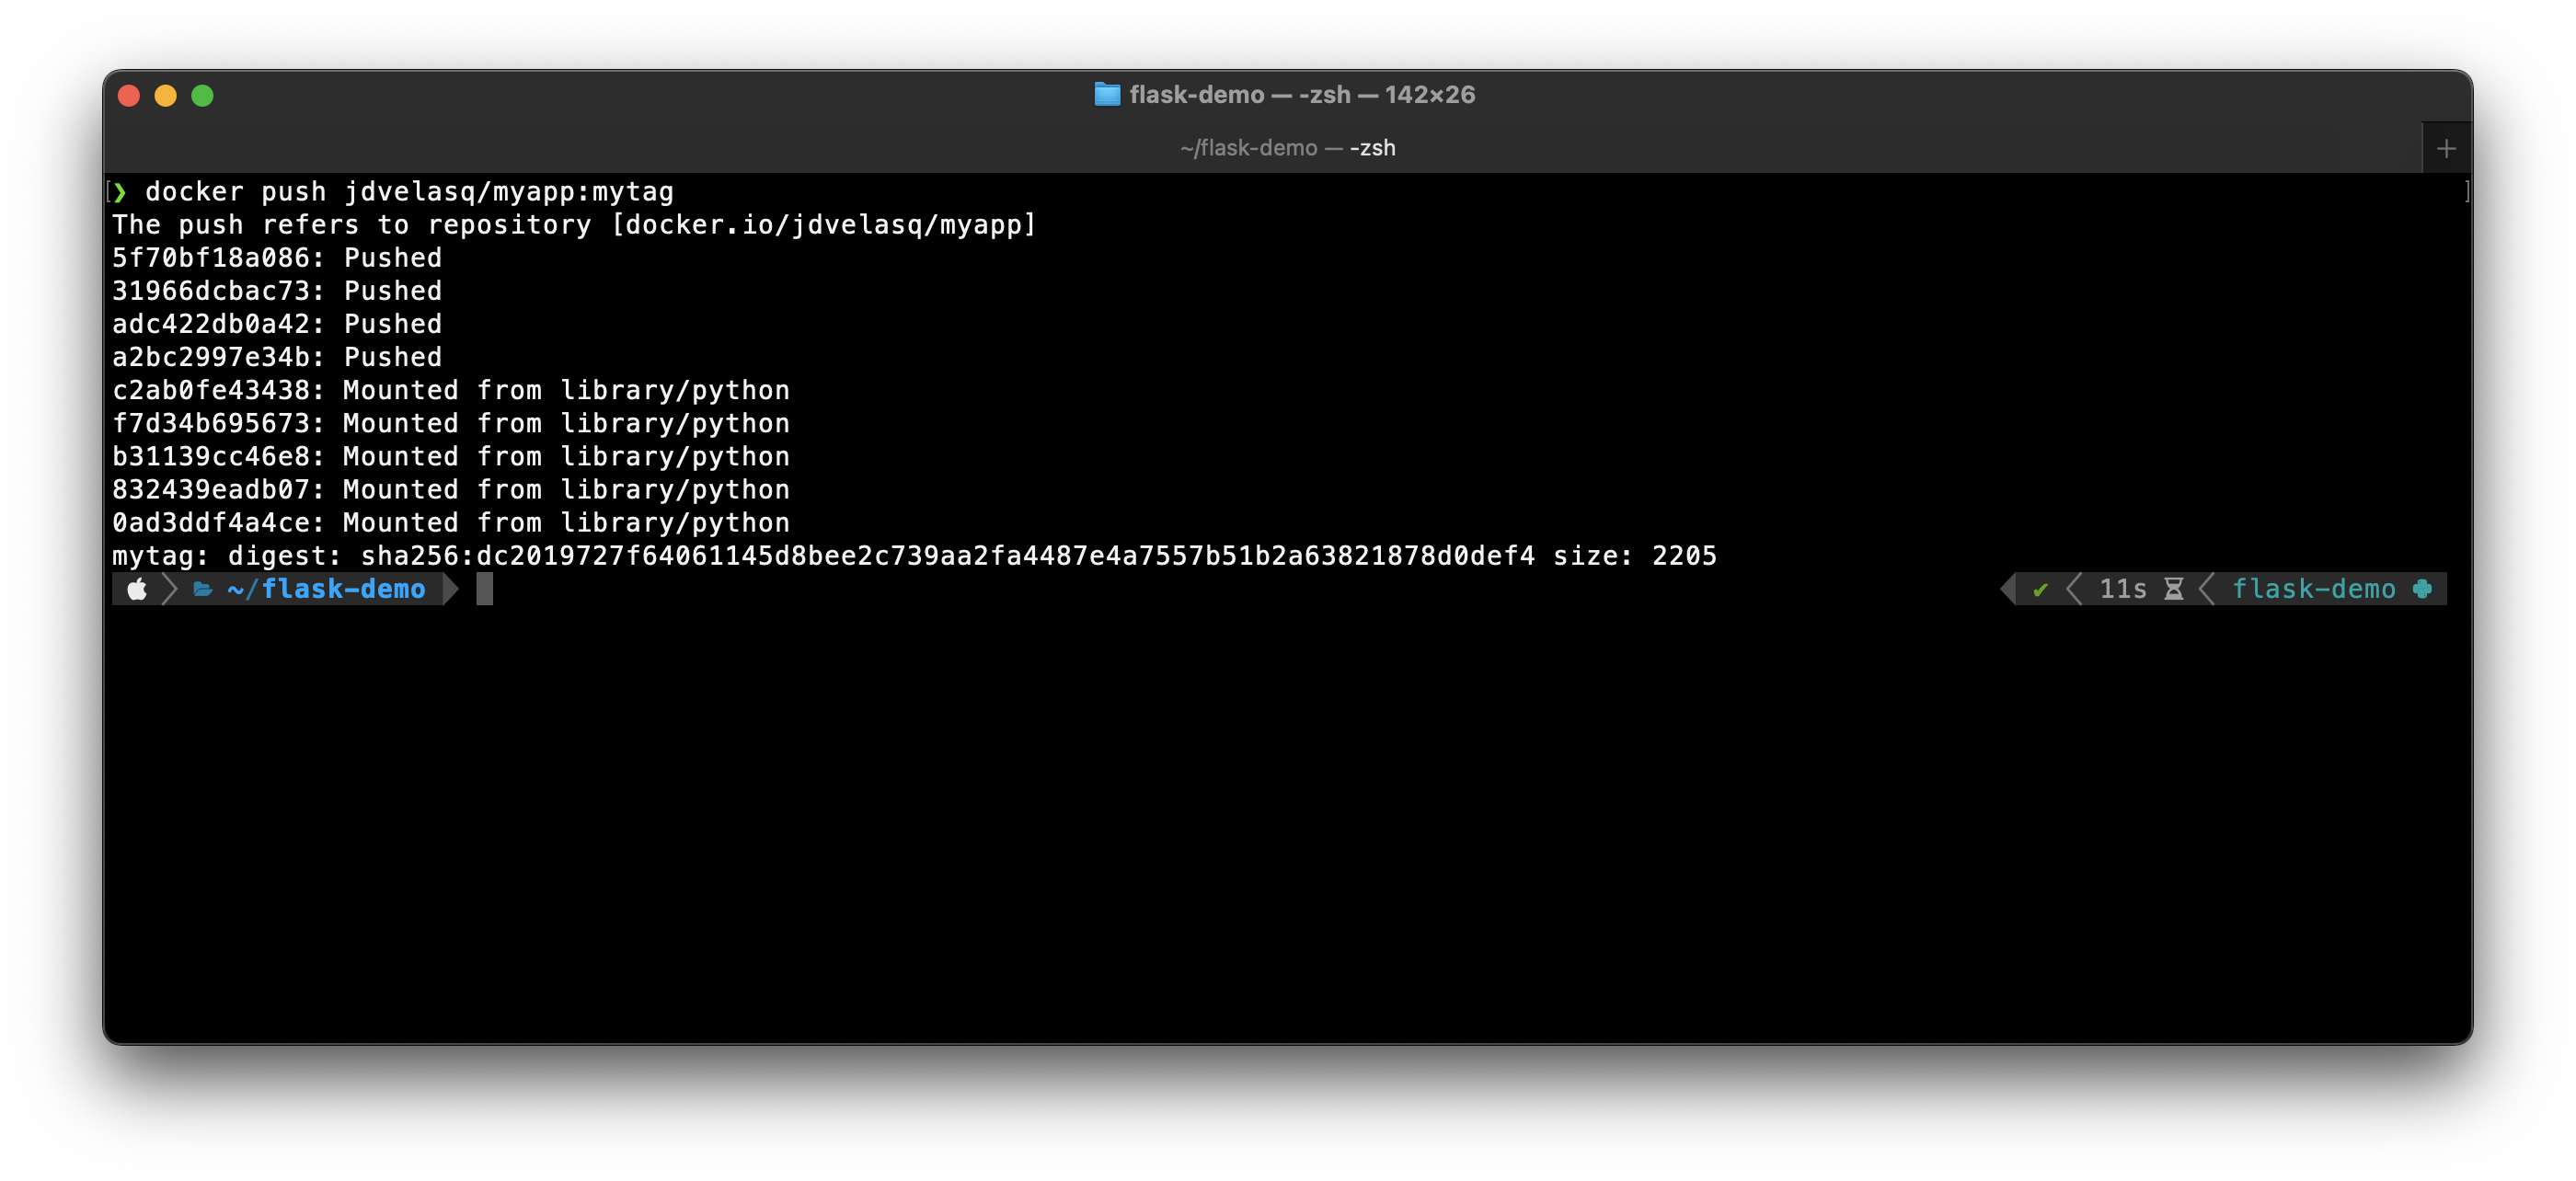 flask-demo — -zsh — 142×26
~/flask-demo — -zsh
[❯ docker push jdvelasq/myapp:mytag ]
The push refers to repository [docker.io/jdvelasq/myapp]
5f70bf18a086: Pushed
31966dcbac73: Pushed
adc422db0a42: Pushed
a2bc2997e34b: Pushed
c2ab0fe43438: Mounted from library/python
f7d34b695673: Mounted from library/python
b31139cc46e8: Mounted from library/python
832439eadb07: Mounted from library/python
0ad3ddf4a4ce: Mounted from library/python
mytag: digest: sha256:dc2019727f64061145d8bee2c739aa2fa4487e4a7557b51b2a63821878d0def4 size: 2205
~/flask-demo ✔ 11s flask-demo